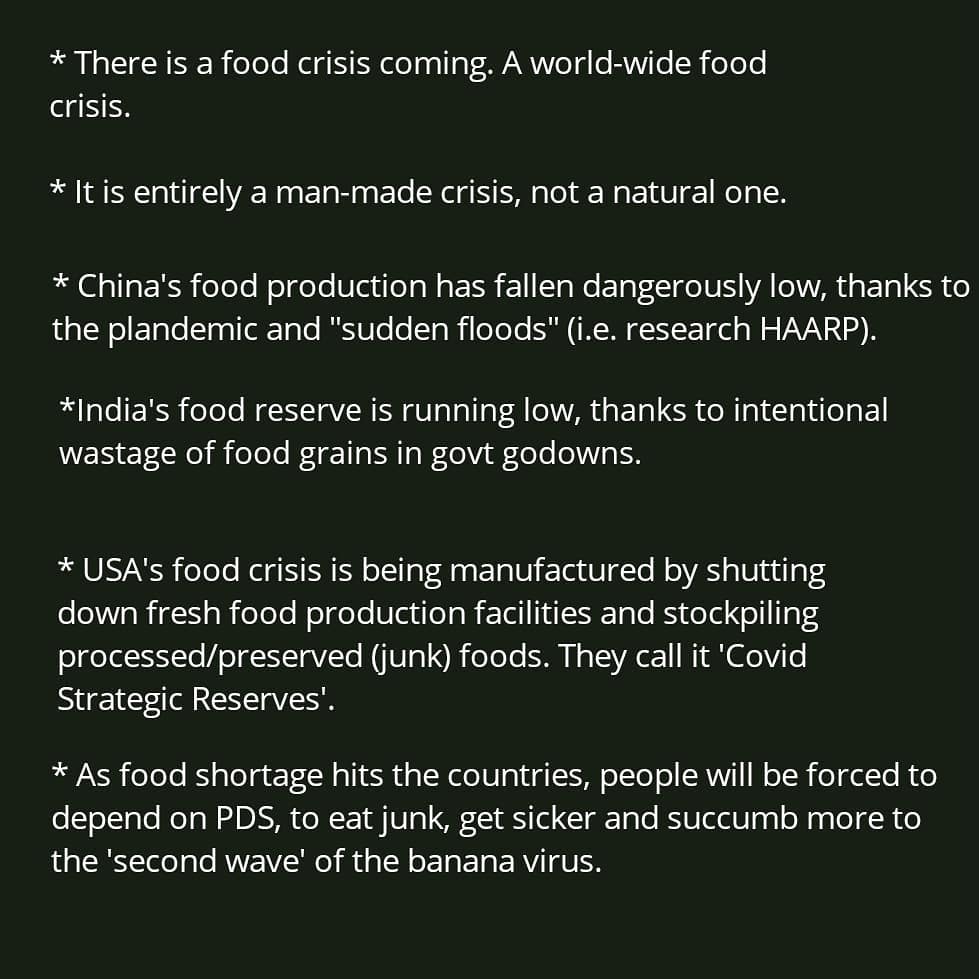 * There is a food crisis coming. A world-wide food
crisis.
* It is entirely a man-made crisis, not a natural one.
* China's food production has fallen dangerously low, thanks to
the plandemic and "sudden floods" (i.e. research HAARP).
*India's food reserve is running low, thanks to intentional
wastage of food grains in govt godowns.
* USA's food crisis is being manufactured by shutting
down fresh food production facilities and stockpiling
processed/preserved (junk) foods. They call it 'Covid
Strategic Reserves'.
* As food shortage hits the countries, people will be forced to
depend on PDS, to eat junk, get sicker and succumb more to
the 'second wave' of the banana virus.